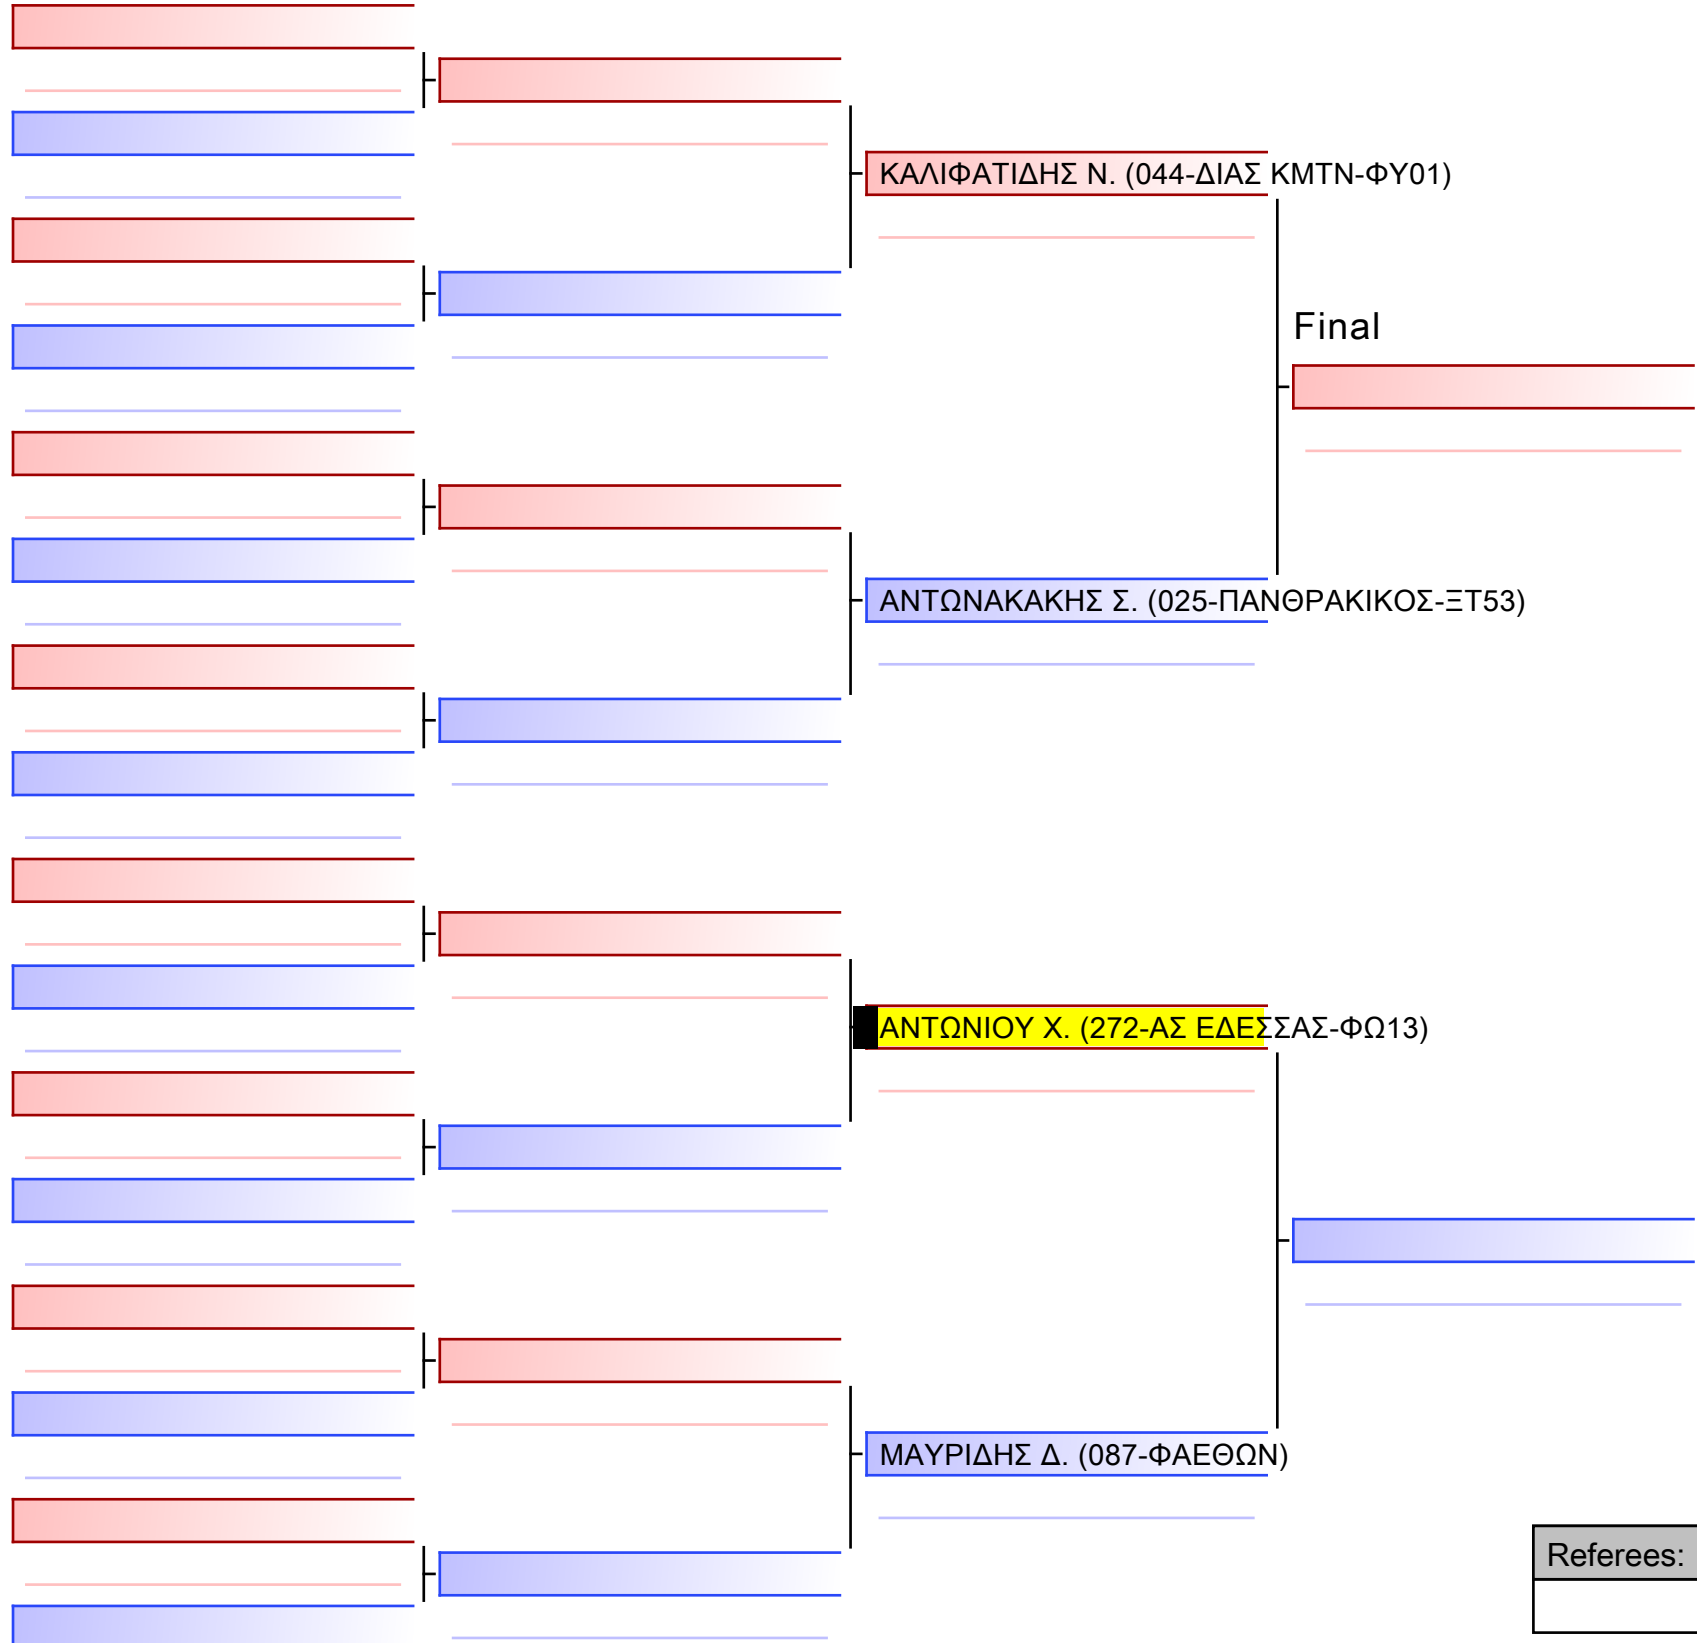 ΚΑΛΙΦΑΤΙΔΗΣ Ν. (044-ΔΙΑΣ ΚΜΤΝ-ΦΥ01)
Final
ΑΝΤΩΝΑΚΑΚΗΣ Σ. (025-ΠΑΝΘΡΑΚΙΚΟΣ-ΞΤ53)
ΑΝΤΩΝΙΟΥ Χ. (272-ΑΣ ΕΔΕΣΣΑΣ-ΦΩ13)
ΜΑΥΡΙΔΗΣ Δ. (087-ΦΑΕΘΩΝ)
Referees: